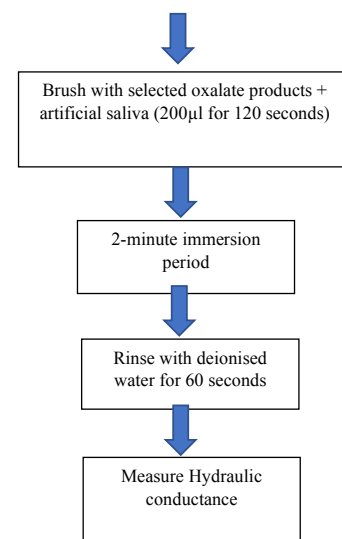 Brush with selected oxalate products +
artificial saliva (200µl for 120 seconds)
2-minute immersion
period
Rinse with deionised
water for 60 seconds
Measure Hydraulic
conductance